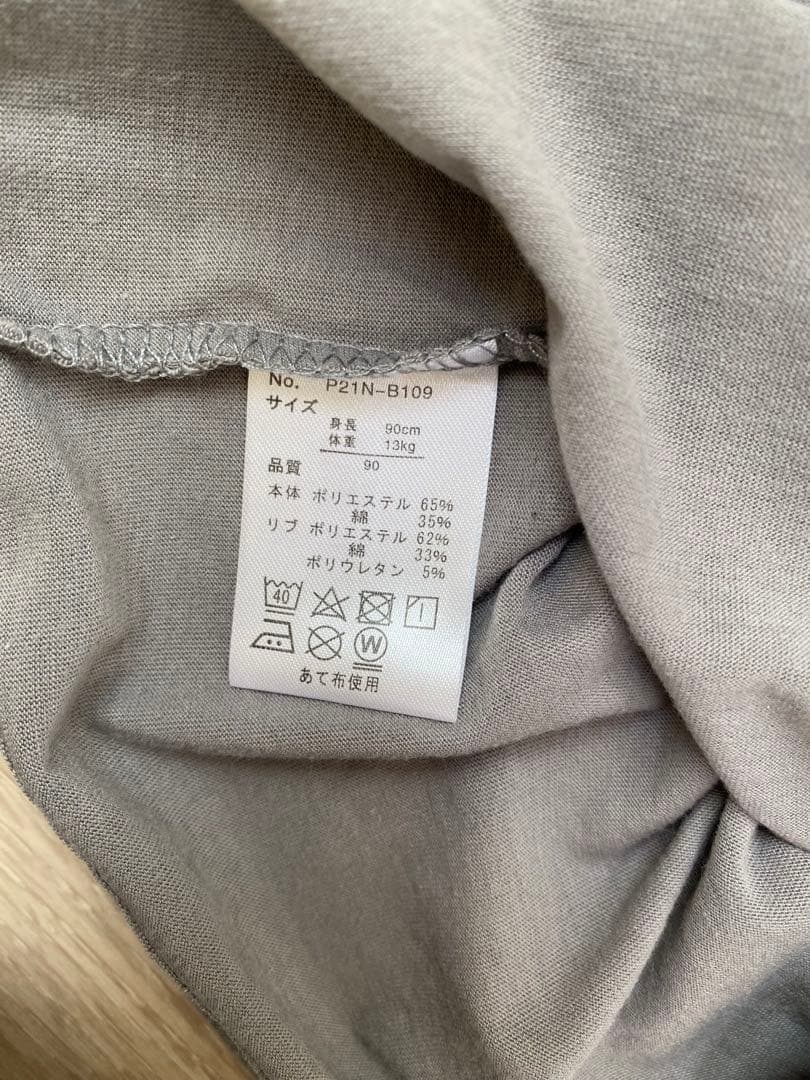 No. P21N-B109
サイズ
身長 90cm
体重 13kg
90
品質
本体 ポリエステル 65%
綿 35%
リブ ポリエステル 62%
綿 33%
ポリウレタン 5%
40
W
あて布使用